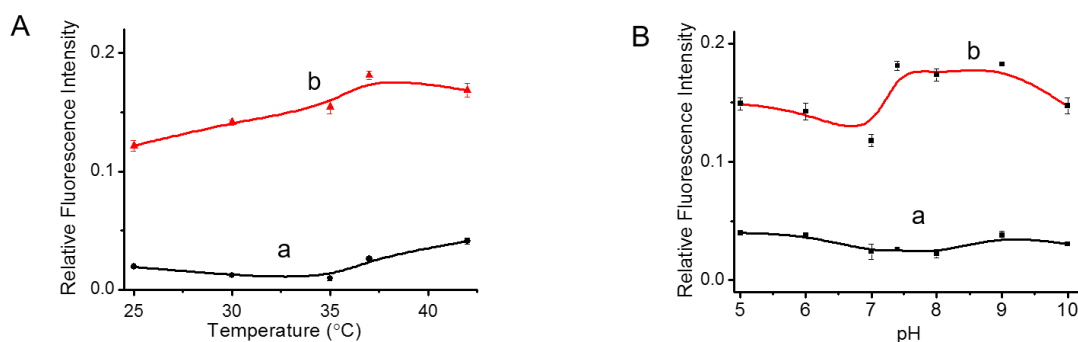 A
Relative Fluorescence Intensity
0.2
0.1
0.0
b
a
25
30
35
40
Temperature (°C)
B
Relative Fluorescence Intensity
0.2
0.1
0.0
b
a
5
6
7
8
9
10
pH